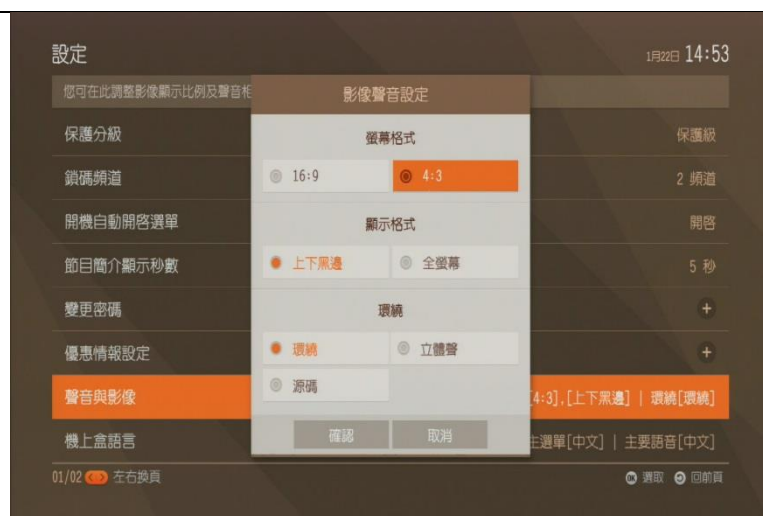 設定
1月22日 14:53
您可在此調整影像顯示比例及聲音相
影像聲音設定
保護分級
保護級
螢幕格式
16:9
4:3
鎖碼頻道
2 頻道
開機自動開啓選單
開啓
顯示格式
上下黑邊
全螢幕
節目簡介顯示秒數
5 秒
變更密碼
環繞
優惠情報設定
環繞
立體聲
源碼
聲音與影像
[4:3],[上下黑邊] | 環繞[環繞]
確認
取消
機上盒語言
主選單[中文] | 主要語音[中文]
01/02 左右換頁
OK 選取 回前頁